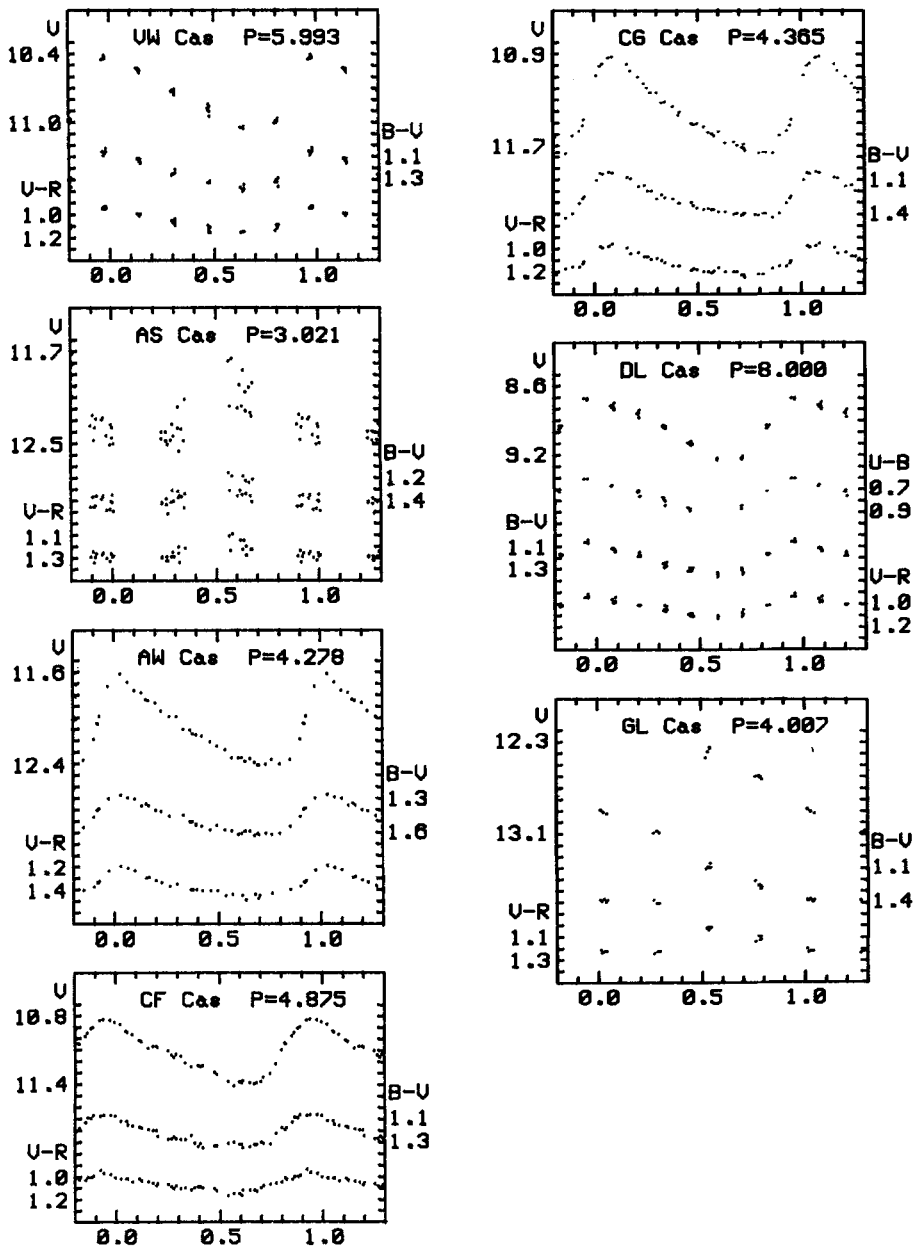 VW Cas P=5.993
V
10.4
11.0
B-V
1.1
1.3
V-R
1.0
1.2
0.0 0.5 1.0
AS Cas P=3.021
V
11.7
12.5
B-V
1.2
1.4
V-R
1.1
1.3
0.0 0.5 1.0
AW Cas P=4.278
V
11.6
12.4
B-V
1.3
1.6
V-R
1.2
1.4
0.0 0.5 1.0
CF Cas P=4.875
V
10.8
11.4
B-V
1.1
1.3
V-R
1.0
1.2
0.0 0.5 1.0
CG Cas P=4.365
V
10.9
11.7
B-V
1.1
1.4
V-R
1.0
1.2
0.0 0.5 1.0
DL Cas P=8.000
V
8.6
9.2
U-B
0.7
0.9
B-V
1.1
1.3
V-R
1.0
1.2
0.0 0.5 1.0
GL Cas P=4.007
V
12.3
13.1
B-V
1.1
1.4
V-R
1.1
1.3
0.0 0.5 1.0